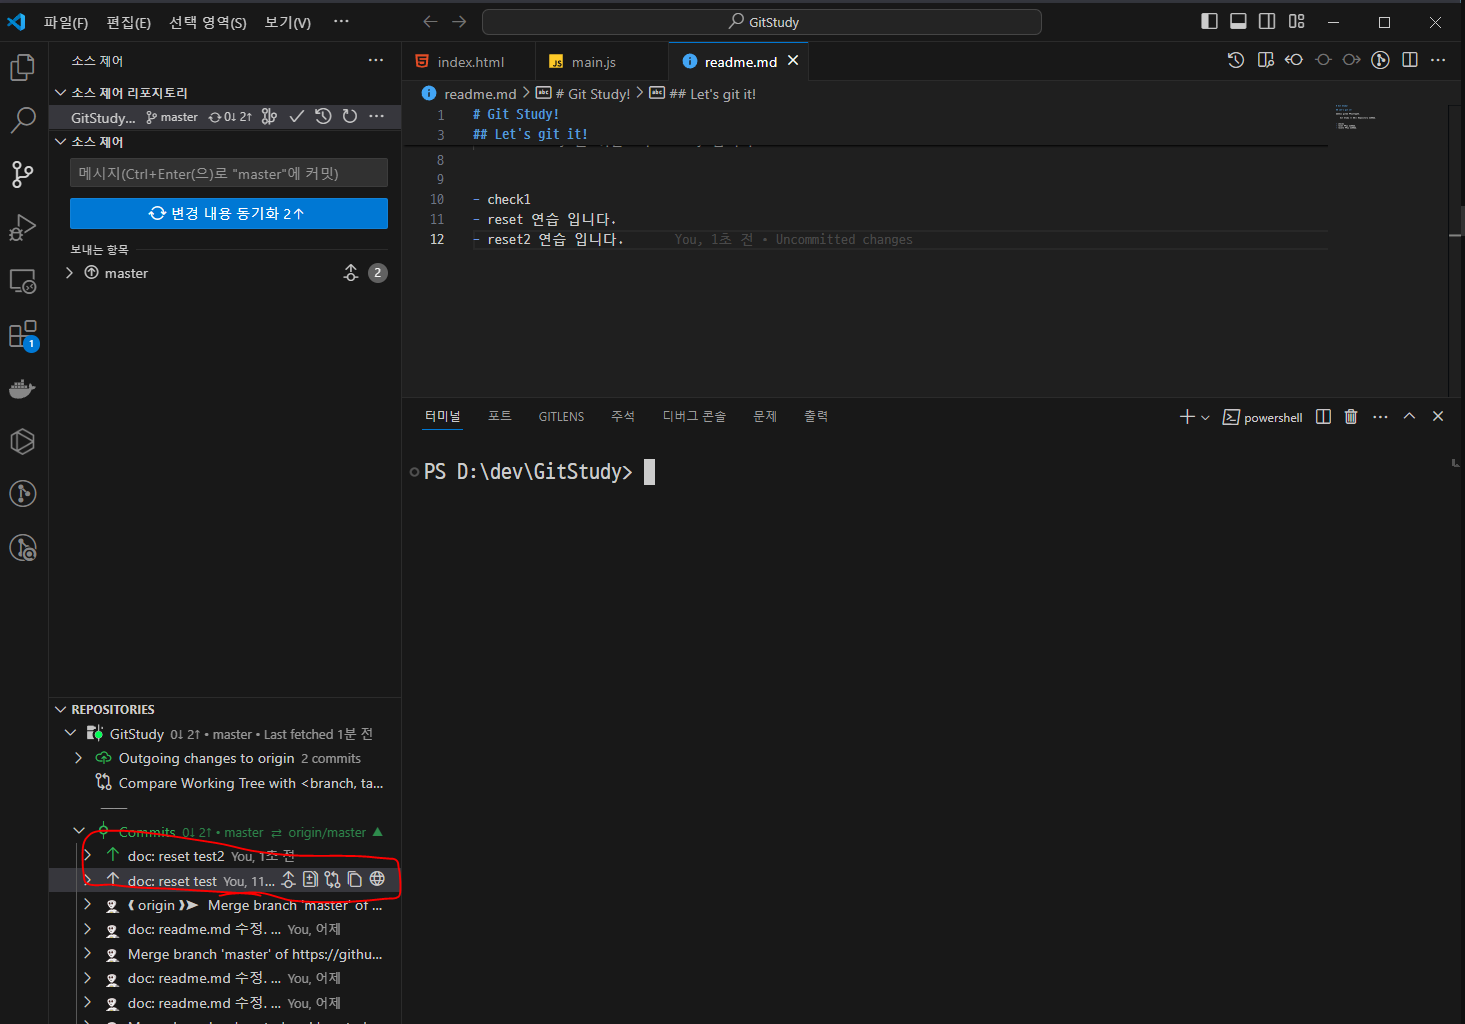 파일(F) 편집(E) 선택 영역(S) 보기(V) ··· GitStudy
소스 제어 ···
소스 제어 리포지토리
GitStudy... master 0↓ 2↑ ···
소스 제어
메시지(Ctrl+Enter(으)로 "master"에 커밋)
변경 내용 동기화 2↑
보내는 항목
master 2
1
index.html
JS main.js
readme.md
readme.md > # Git Study! > ## Let's git it!
1 # Git Study!
3 ## Let's git it!
8
9
10 - check1
11 - reset 연습 입니다.
12 - reset2 연습 입니다. You, 1초 전 • Uncommitted changes
터미널 포트 GITLENS 주석 디버그 콘솔 문제 출력
powershell ···
PS D:\dev\GitStudy>
REPOSITORIES
GitStudy 0↓ 2↑ • master • Last fetched 1분 전
Outgoing changes to origin 2 commits
Compare Working Tree with <branch, ta...
Commits 0↓ 2↑ • master ⇄ origin/master ▲
doc: reset test2 You, 1초 전
doc: reset test You, 11...
❰ origin ❱➤ Merge branch 'master' of ...
doc: readme.md 수정. ... You, 어제
Merge branch 'master' of https://githu...
doc: readme.md 수정. ... You, 어제
doc: readme.md 수정. ... You, 어제